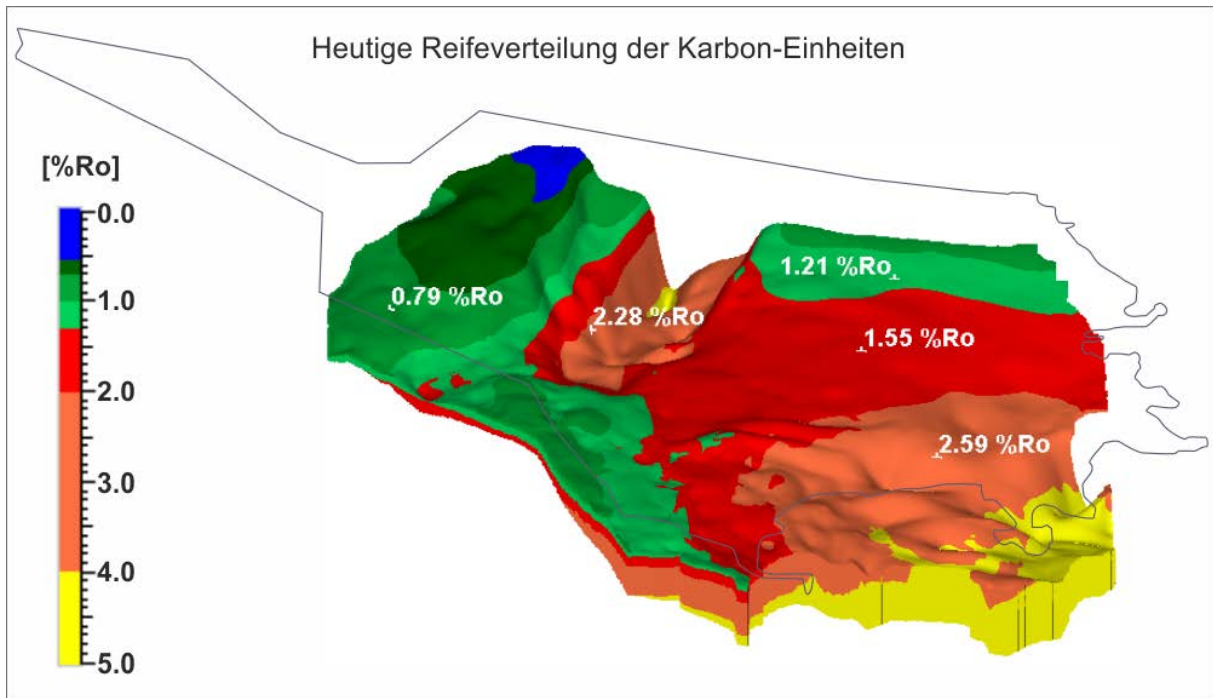 Heutige Reifeverteilung der Karbon-Einheiten
[%Ro]
0.0
1.0
2.0
3.0
4.0
5.0
0.79 %Ro
2.28 %Ro
1.21 %Ro
1.55 %Ro
2.59 %Ro